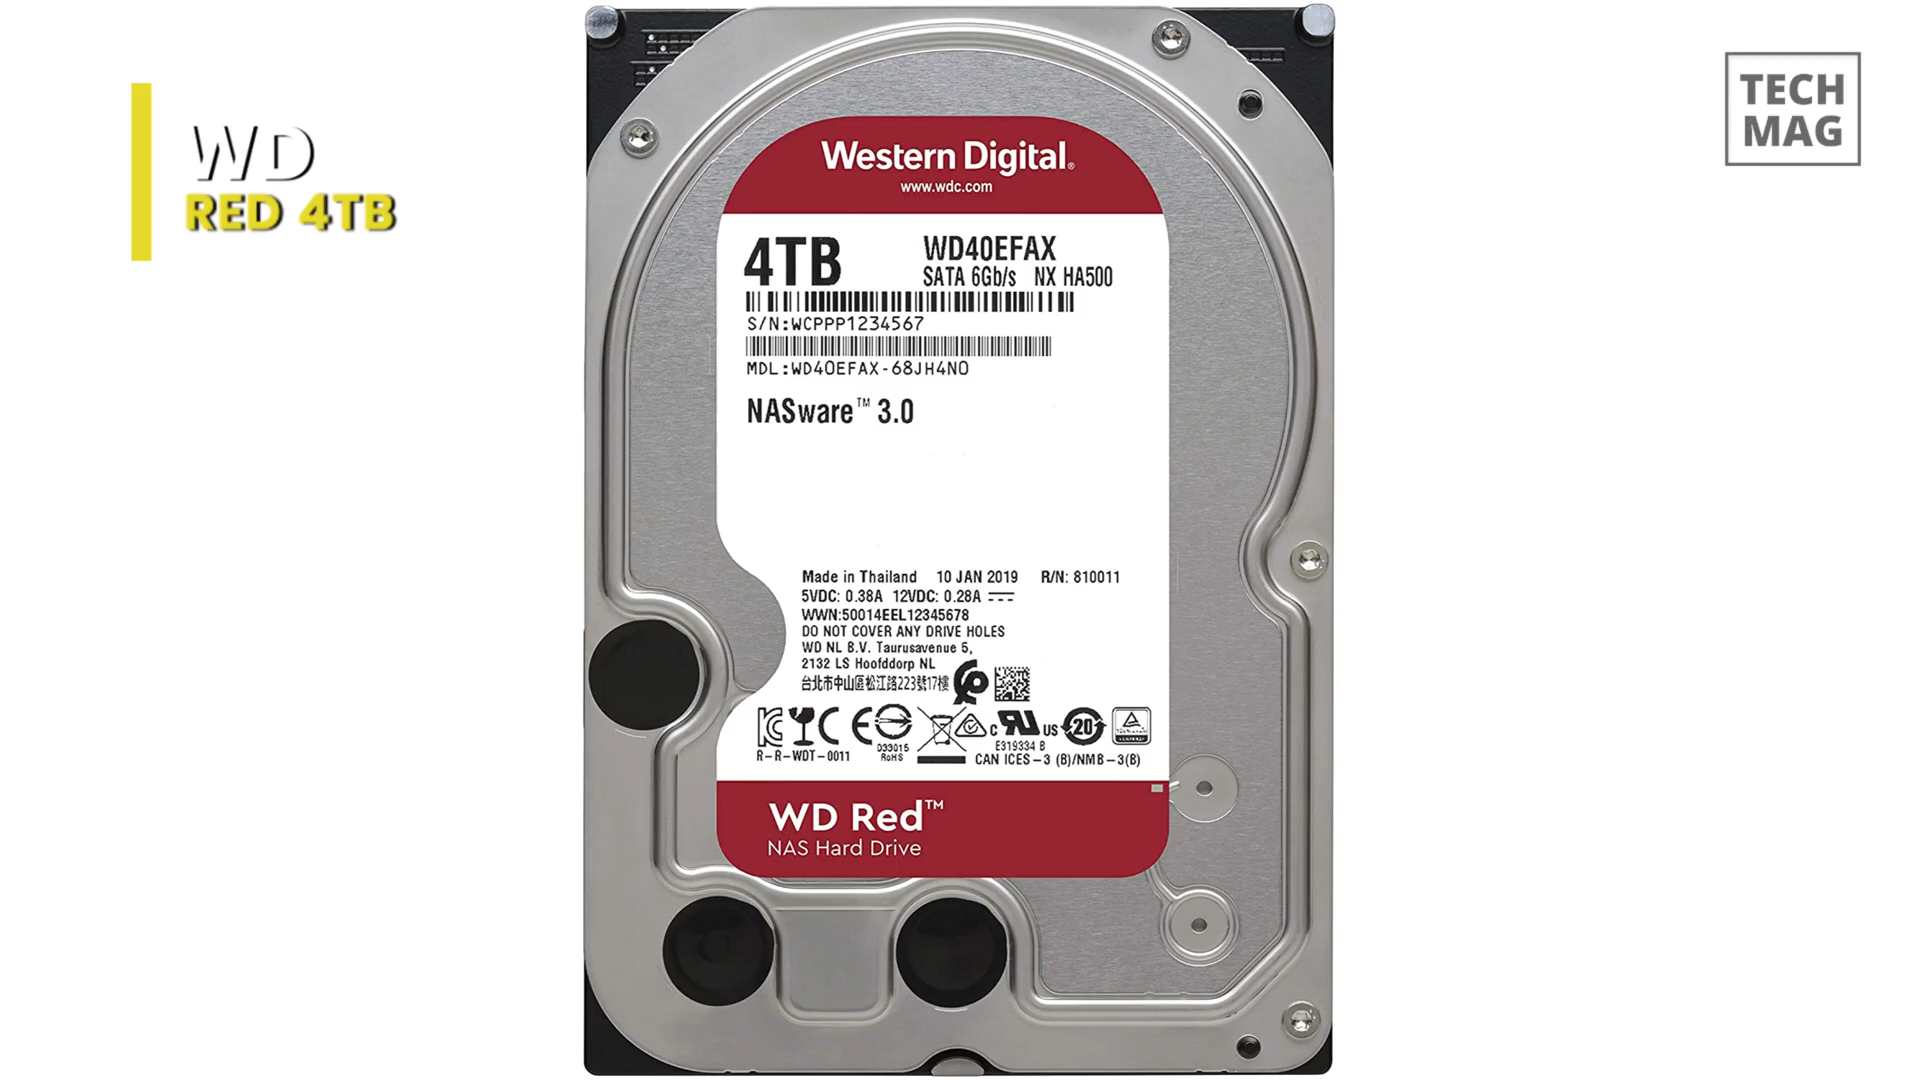 WD
RED 4TB
TECH
MAG
Western Digital®
www.wdc.com
4TB
WD40EFAX
SATA 6Gb/s NX HA500
S/N:WCPPP1234567
MDL:WD40EFAX-68JH4N0
NASware™ 3.0
Made in Thailand 10 JAN 2019 R/N: 810011
5VDC: 0.38A 12VDC: 0.28A
WWN:50014EEL12345678
DO NOT COVER ANY DRIVE HOLES
WD NL B.V. Taurusavenue 5,
2132 LS Hoofddorp NL
台北市中山區松江路223號17樓
R-R-WDT-0011
D33015
RoHS
C US
E319334 B
20
CAN ICES-3 (B)/NMB-3(B)
WD Red™
NAS Hard Drive